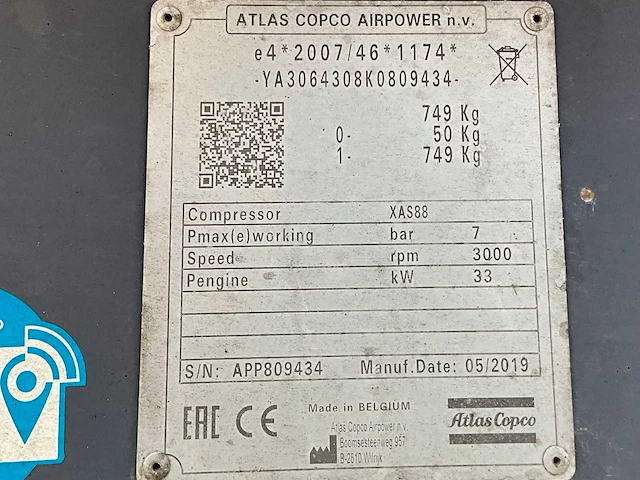 ATLAS COPCO AIRPOWER n.v.
e4*2007/46*1174*
-YA3064308K0809434-
749 Kg
0- 50 Kg
1- 749 Kg
Compressor XAS88
Pmax(e)working bar 7
Speed rpm 3000
Pengine kW 33
S/N: APP809434 Manuf.Date: 05/2019
EAC CE Made in BELGIUM
Atlas Copco Airpower n.v.
Boomsesteenweg 957
B-2610 Wilrijk
Atlas Copco